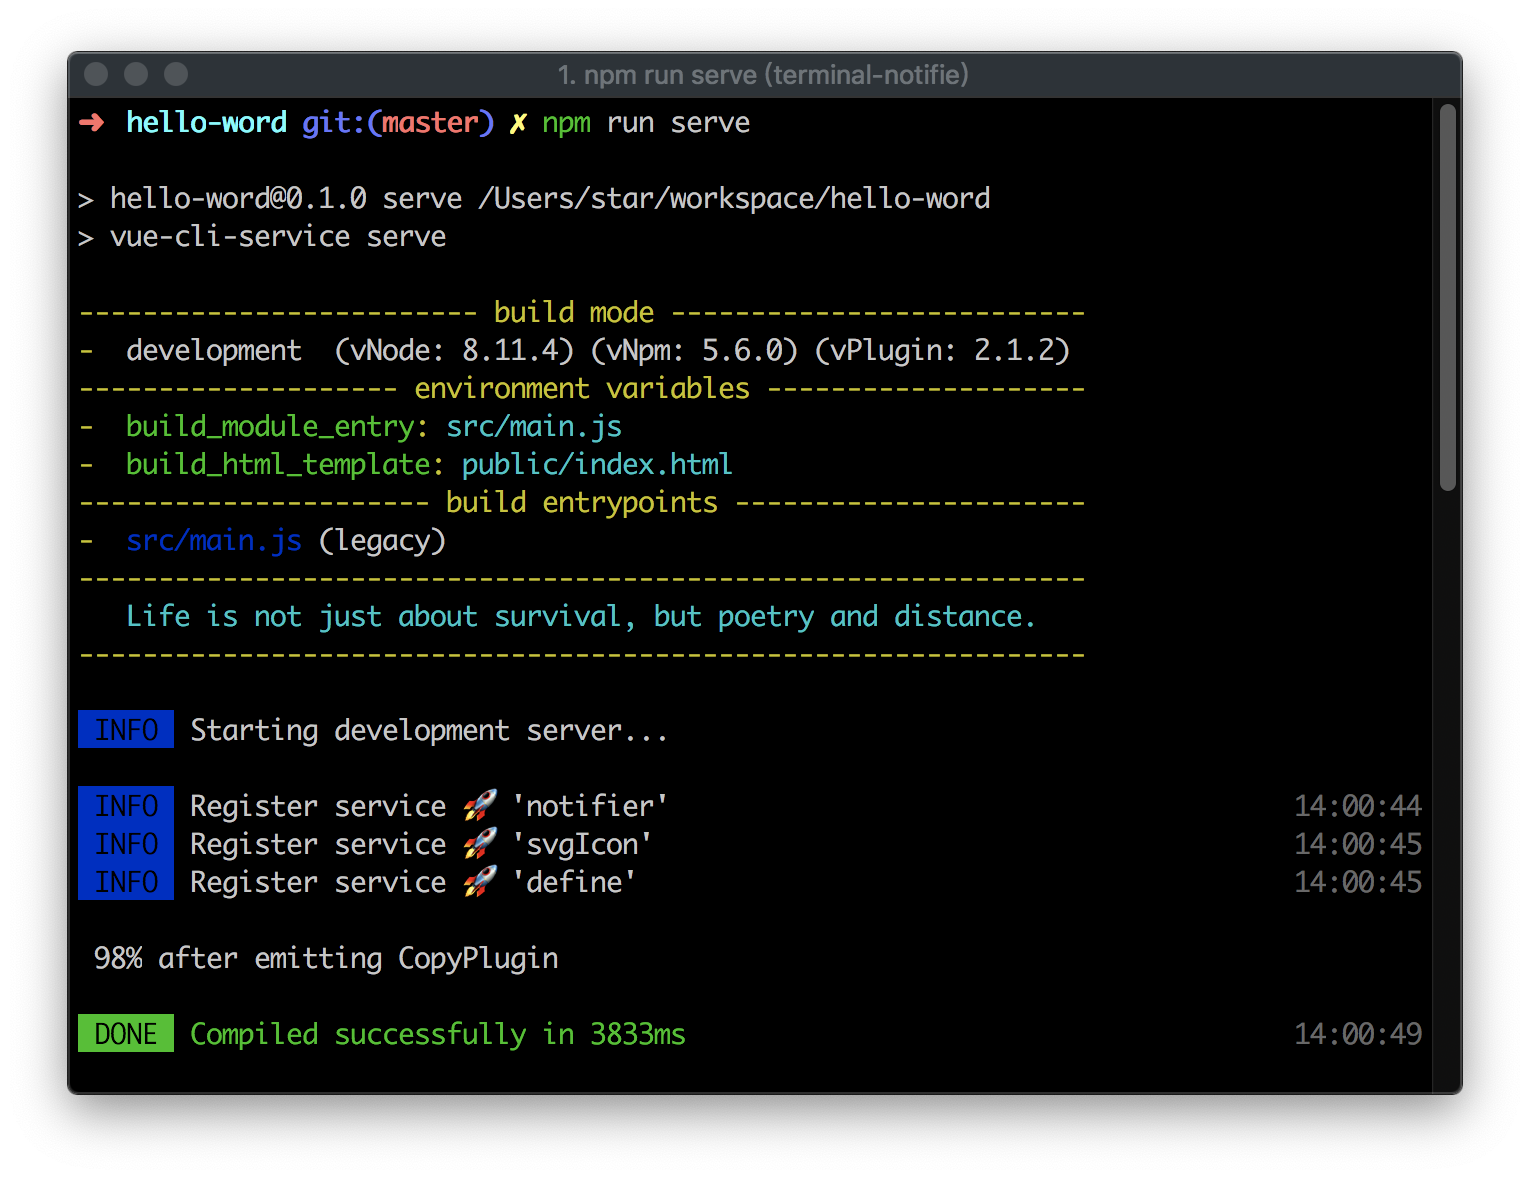 1. npm run serve (terminal-notifie)
➜ hello-word git:(master) ✗ npm run serve
> hello-word@0.1.0 serve /Users/star/workspace/hello-word
> vue-cli-service serve
------------------------- build mode --------------------------
-  development  (vNode: 8.11.4) (vNpm: 5.6.0) (vPlugin: 2.1.2)
-------------------- environment variables --------------------
-  build_module_entry: src/main.js
-  build_html_template: public/index.html
---------------------- build entrypoints ----------------------
-  src/main.js (legacy)
---------------------------------------------------------------
Life is not just about survival, but poetry and distance.
---------------------------------------------------------------
INFO Starting development server...
INFO Register service 🚀 'notifier' 14:00:44
INFO Register service 🚀 'svgIcon' 14:00:45
INFO Register service 🚀 'define' 14:00:45
98% after emitting CopyPlugin
DONE Compiled successfully in 3833ms 14:00:49